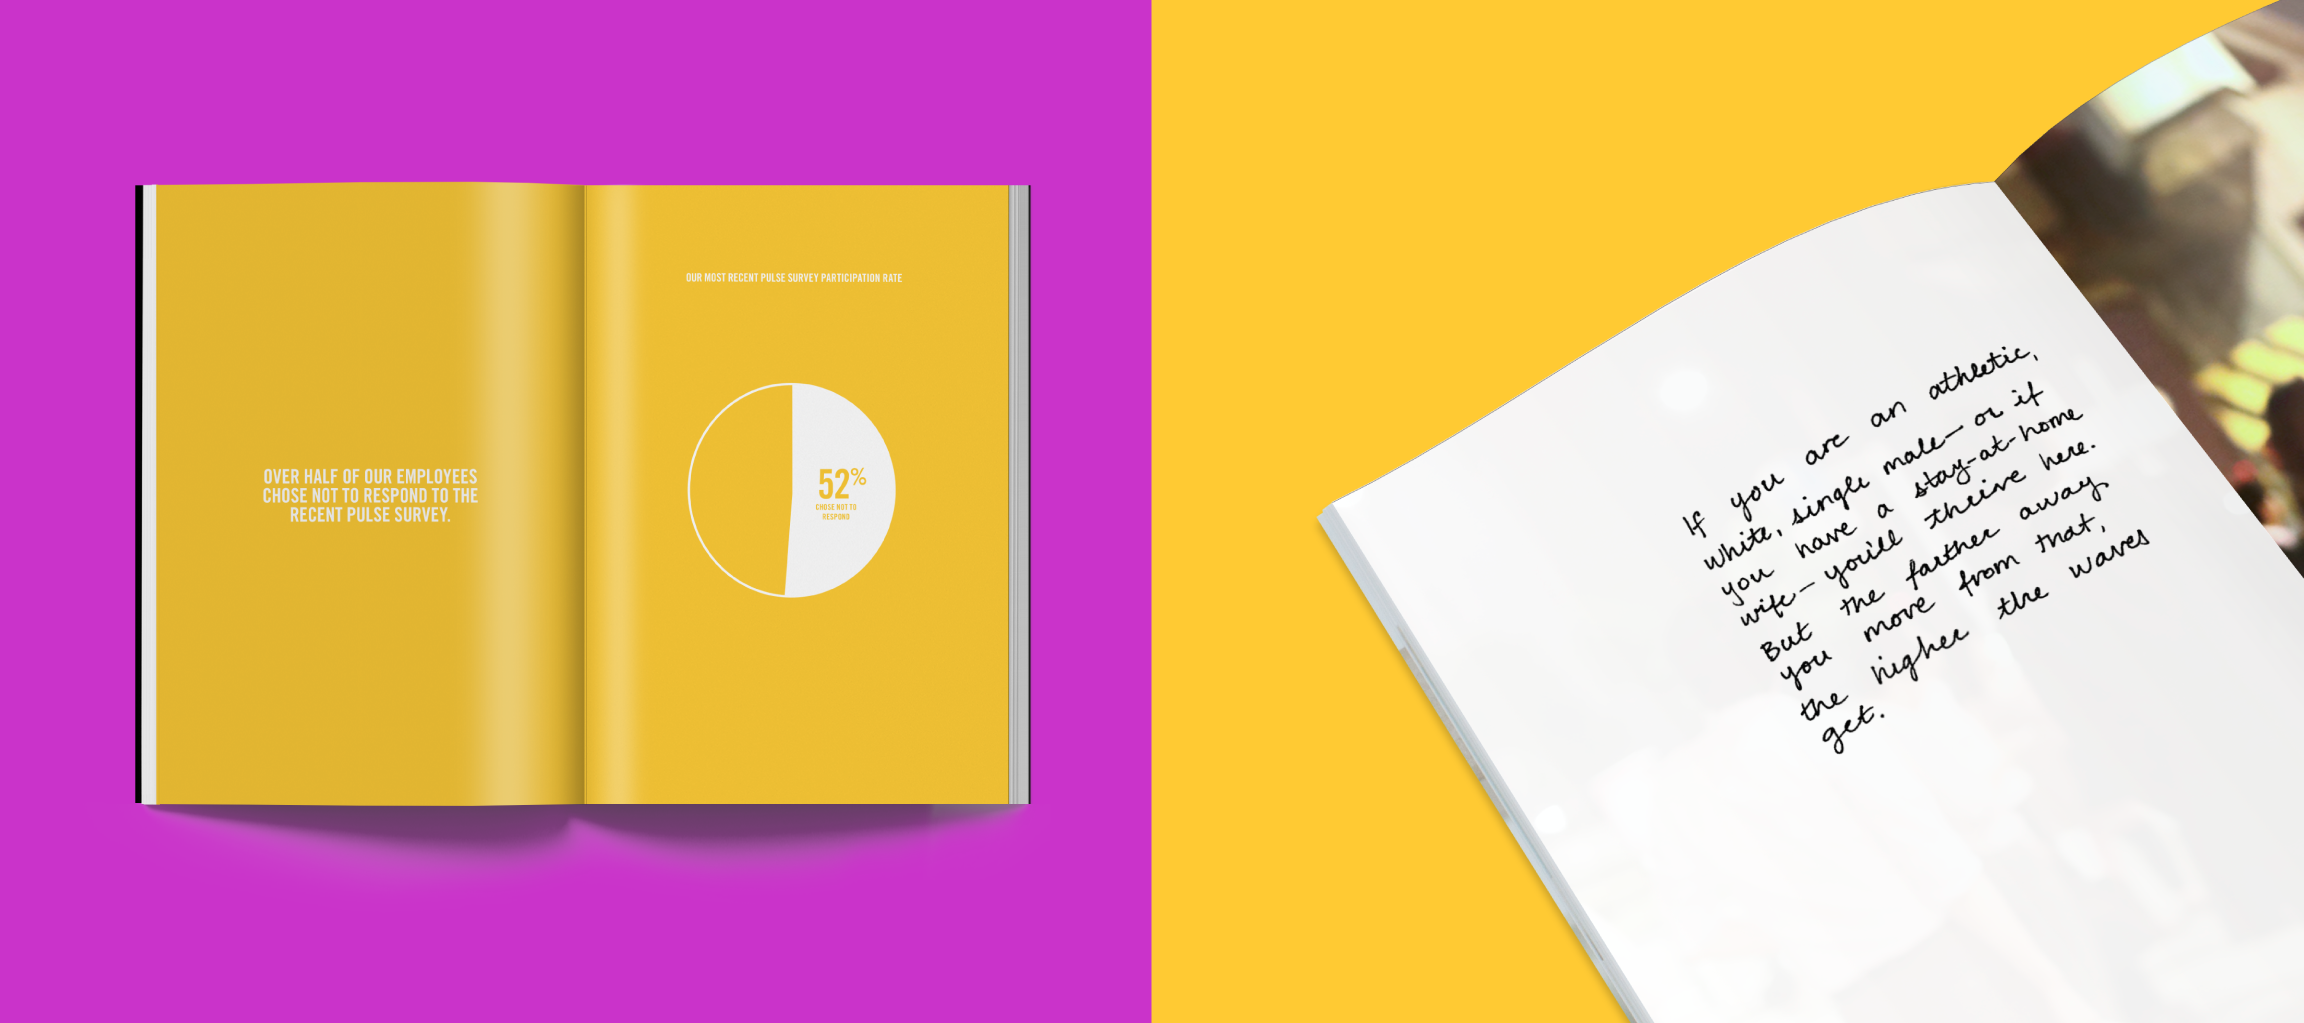 OVER HALF OF OUR EMPLOYEES
CHOSE NOT TO RESPOND TO THE
RECENT PULSE SURVEY.
OUR MOST RECENT PULSE SURVEY PARTICIPATION RATE
52%
CHOSE NOT TO
RESPOND
If you are an athletic,
white, single male—or if
you have a stay-at-home
wife—you'll thrive here.
But the farther away
you move from that,
the higher the waves
get.